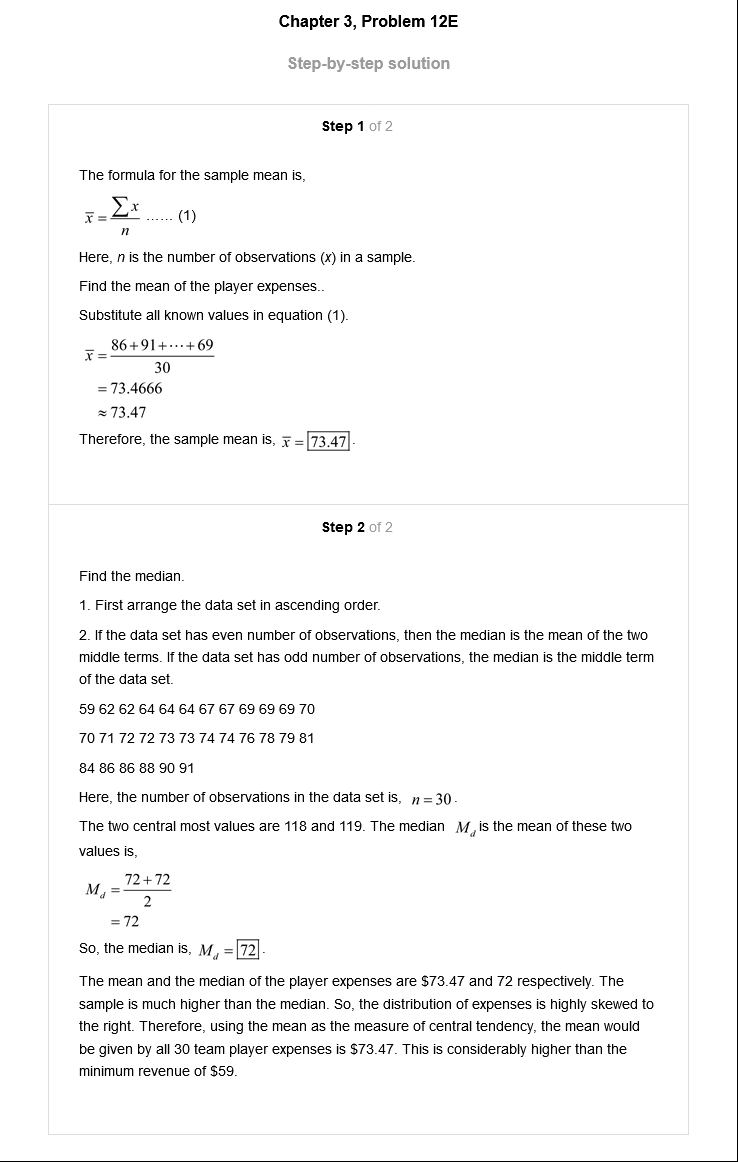 Chapter 3, Problem 12E
Step-by-step solution
Step 1 of 2
The formula for the sample mean is,
x̅ = ∑x / n ...... (1)
Here, n is the number of observations (x) in a sample.
Find the mean of the player expenses..
Substitute all known values in equation (1).
x̅ = 86+91+⋯+69 / 30
= 73.4666
≈ 73.47
Therefore, the sample mean is, x̅ = 73.47.
Step 2 of 2
Find the median.
1. First arrange the data set in ascending order.
2. If the data set has even number of observations, then the median is the mean of the two
middle terms. If the data set has odd number of observations, the median is the middle term
of the data set.
59 62 62 64 64 64 67 67 69 69 69 70
70 71 72 72 73 73 74 74 76 78 79 81
84 86 86 88 90 91
Here, the number of observations in the data set is, n = 30.
The two central most values are 118 and 119. The median M_d is the mean of these two
values is,
M_d = 72+72 / 2
= 72
So, the median is, M_d = 72.
The mean and the median of the player expenses are $73.47 and 72 respectively. The
sample is much higher than the median. So, the distribution of expenses is highly skewed to
the right. Therefore, using the mean as the measure of central tendency, the mean would
be given by all 30 team player expenses is $73.47. This is considerably higher than the
minimum revenue of $59.